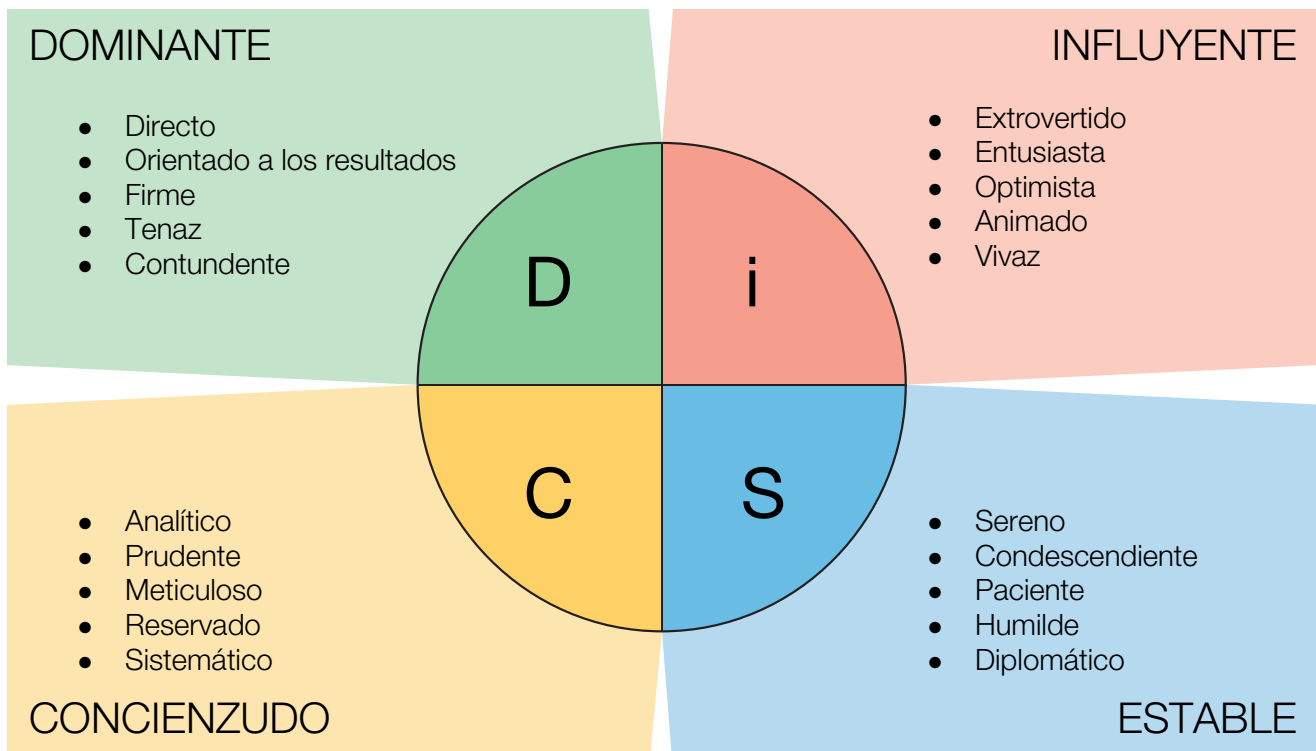 DOMINANTE
● Directo
● Orientado a los resultados
● Firme
● Tenaz
● Contundente
INFLUYENTE
● Extrovertido
● Entusiasta
● Optimista
● Animado
● Vivaz
D
i
C
S
● Analítico
● Prudente
● Meticuloso
● Reservado
● Sistemático
CONCIENZUDO
● Sereno
● Condescendiente
● Paciente
● Humilde
● Diplomático
ESTABLE